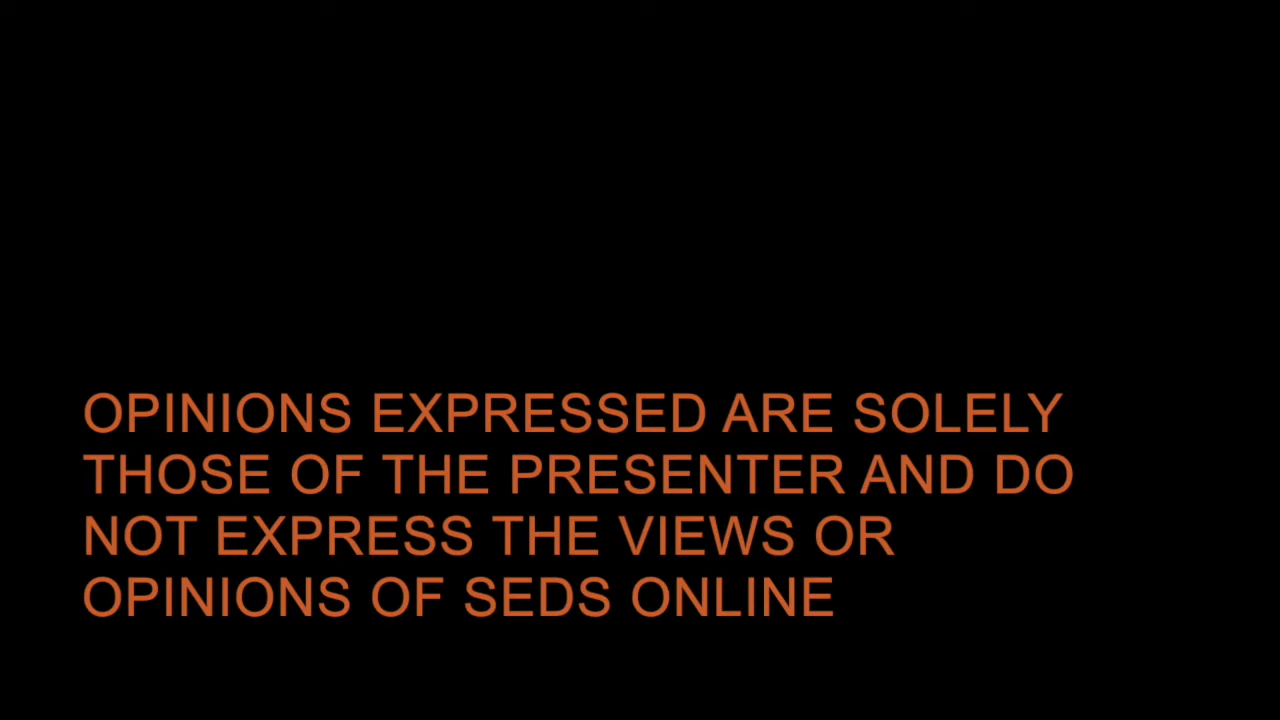 OPINIONS EXPRESSED ARE SOLELY
THOSE OF THE PRESENTER AND DO
NOT EXPRESS THE VIEWS OR
OPINIONS OF SEDS ONLINE